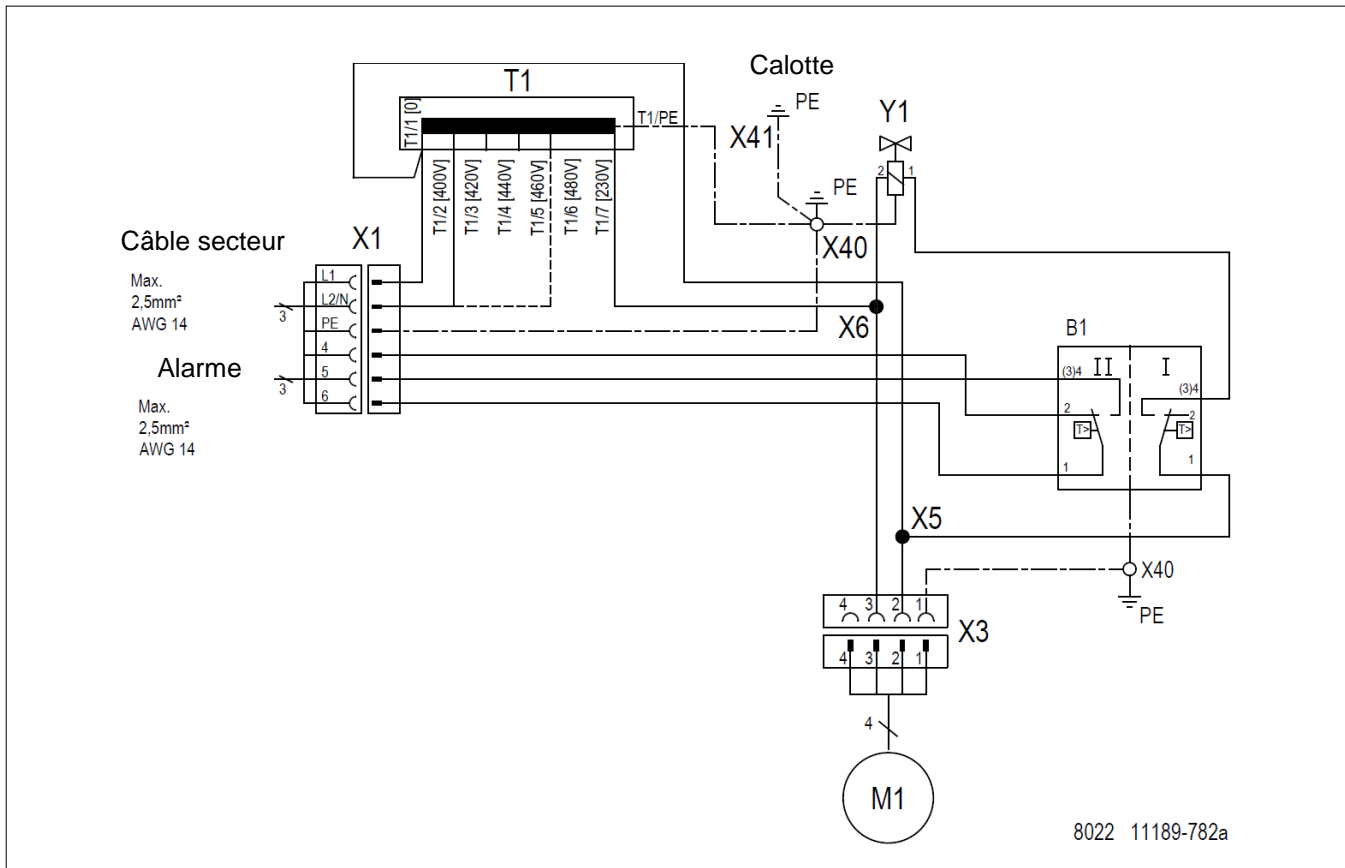 Calotte
T1
PE
Y1
T1/1 [0]
T1/PE
X41
2
1
PE
T1/2 [400V]
T1/3 [420V]
T1/4 [440V]
T1/5 [460V]
T1/6 [480V]
T1/7 [230V]
X40
Câble secteur
X1
Max.
2,5mm²
AWG 14
3
L1
L2/N
PE
4
5
6
X6
Alarme
3
Max.
2,5mm²
AWG 14
B1
II
I
(3)4
(3)4
2
2
T>
T>
1
1
X5
X40
PE
4
3
2
1
X3
4
3
2
1
4
M1
8022 11189-782a